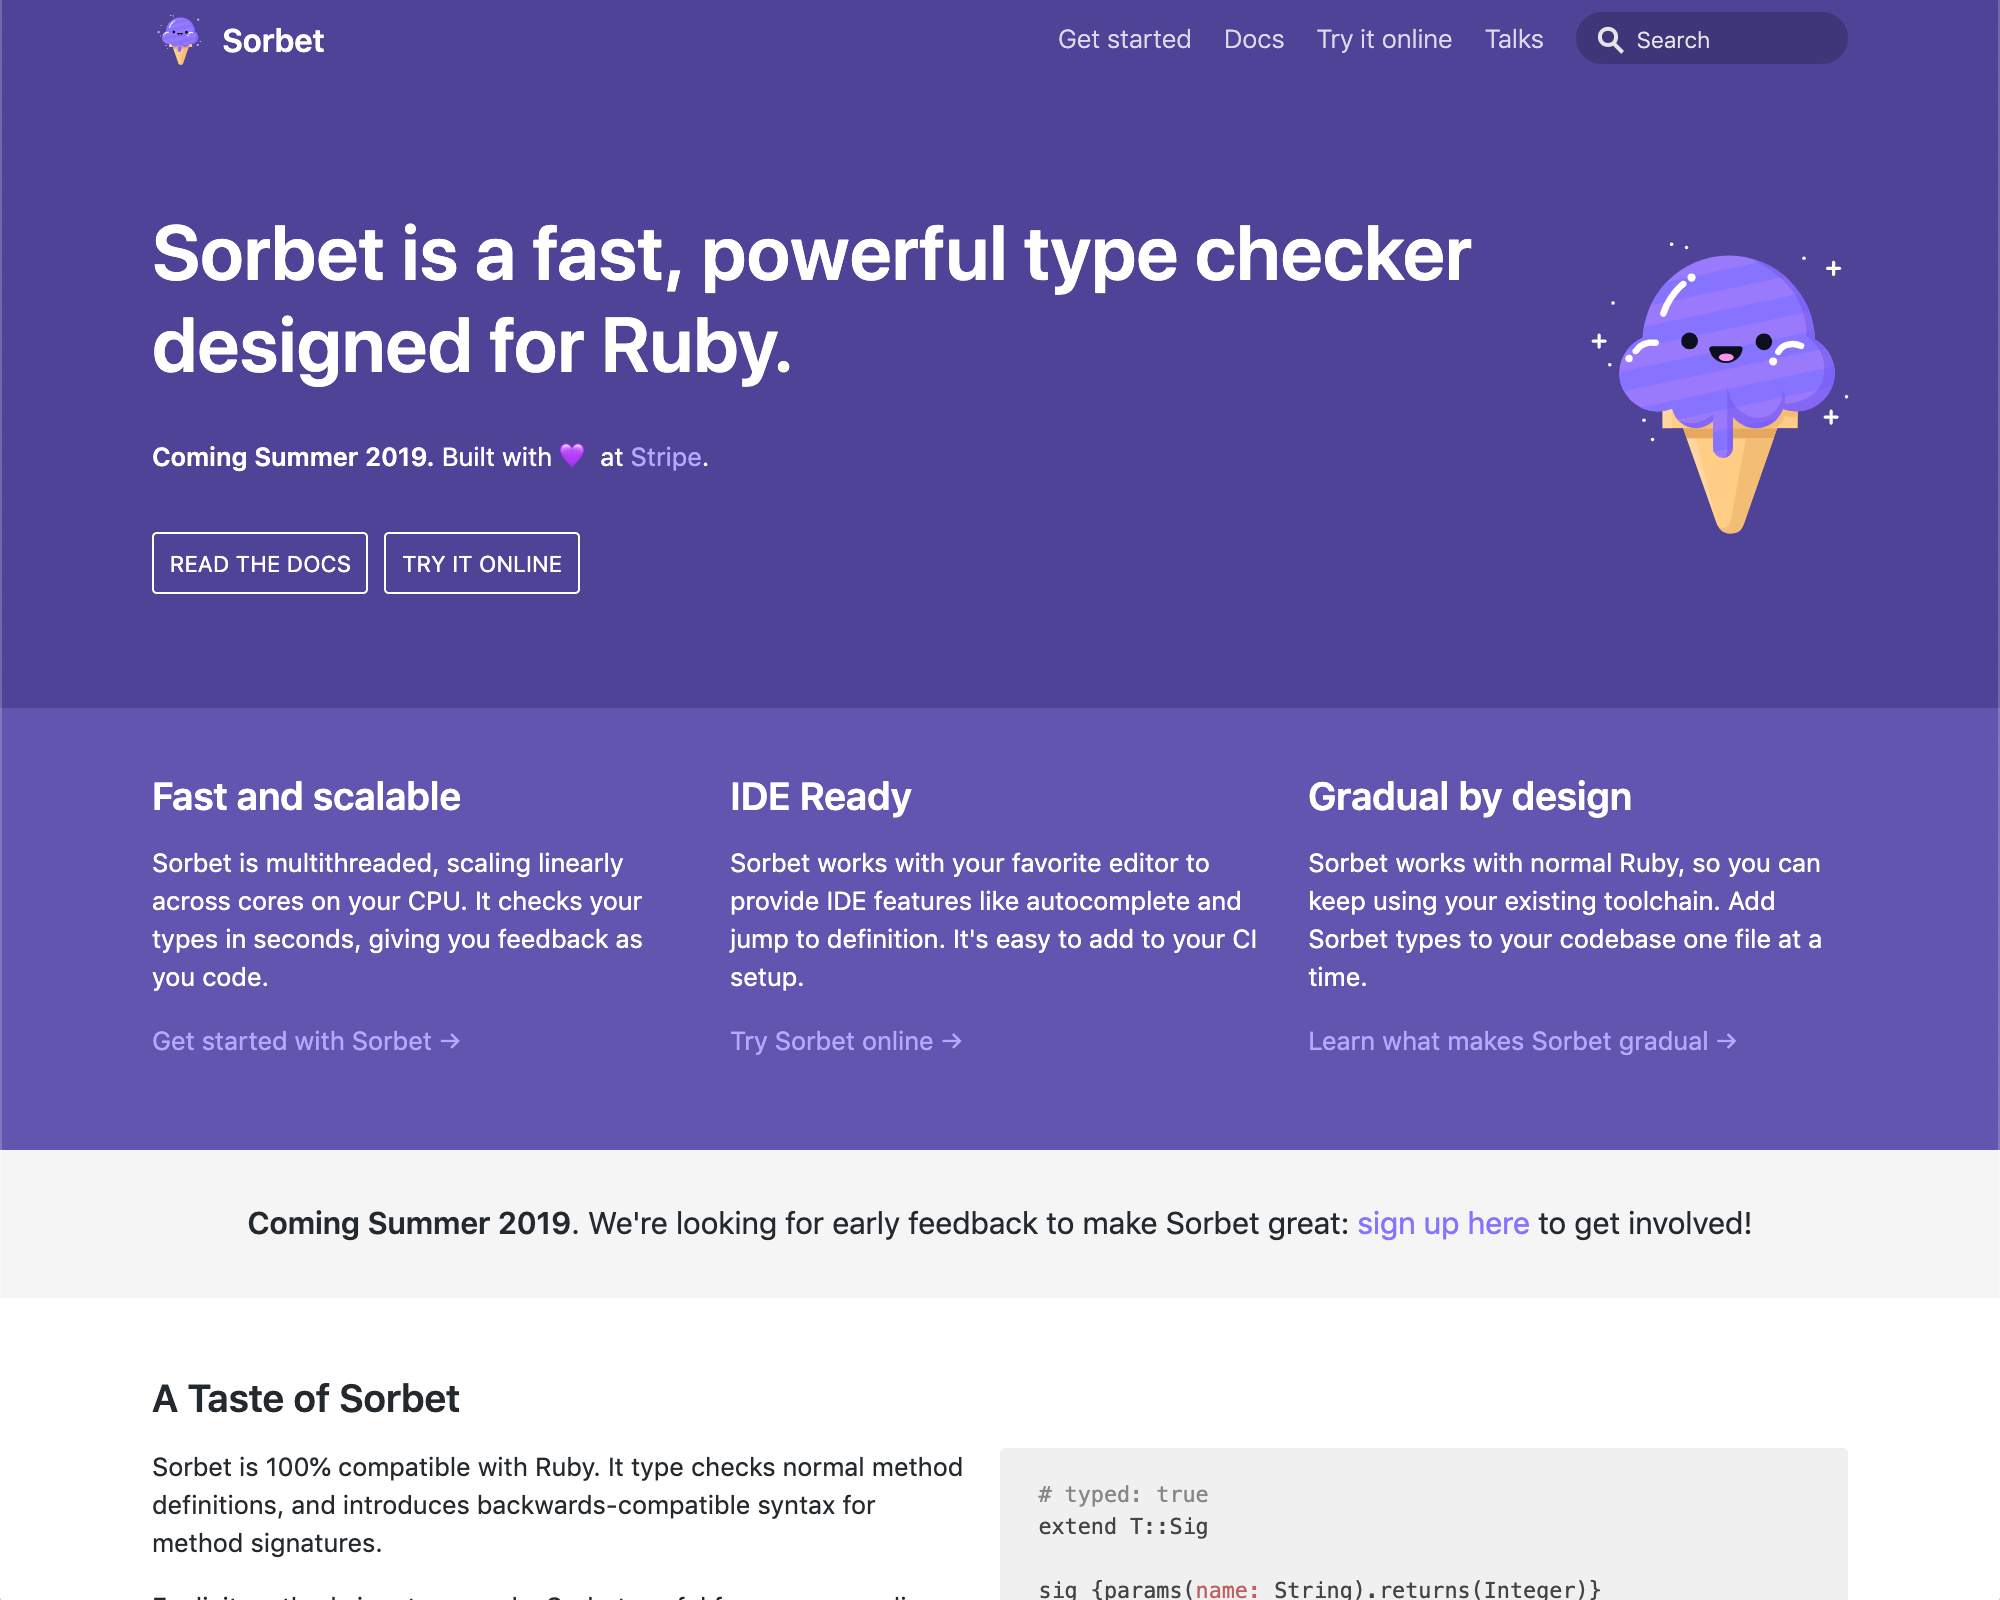 Sorbet
Get started Docs Try it online Talks Search
Sorbet is a fast, powerful type checker
designed for Ruby.
Coming Summer 2019. Built with 💜 at Stripe.
READ THE DOCS TRY IT ONLINE
Fast and scalable
Sorbet is multithreaded, scaling linearly
across cores on your CPU. It checks your
types in seconds, giving you feedback as
you code.
Get started with Sorbet →
IDE Ready
Sorbet works with your favorite editor to
provide IDE features like autocomplete and
jump to definition. It's easy to add to your CI
setup.
Try Sorbet online →
Gradual by design
Sorbet works with normal Ruby, so you can
keep using your existing toolchain. Add
Sorbet types to your codebase one file at a
time.
Learn what makes Sorbet gradual →
Coming Summer 2019. We're looking for early feedback to make Sorbet great: sign up here to get involved!
A Taste of Sorbet
Sorbet is 100% compatible with Ruby. It type checks normal method
definitions, and introduces backwards-compatible syntax for
method signatures.
# typed: true
extend T::Sig
sig {params(name: String).returns(Integer)}